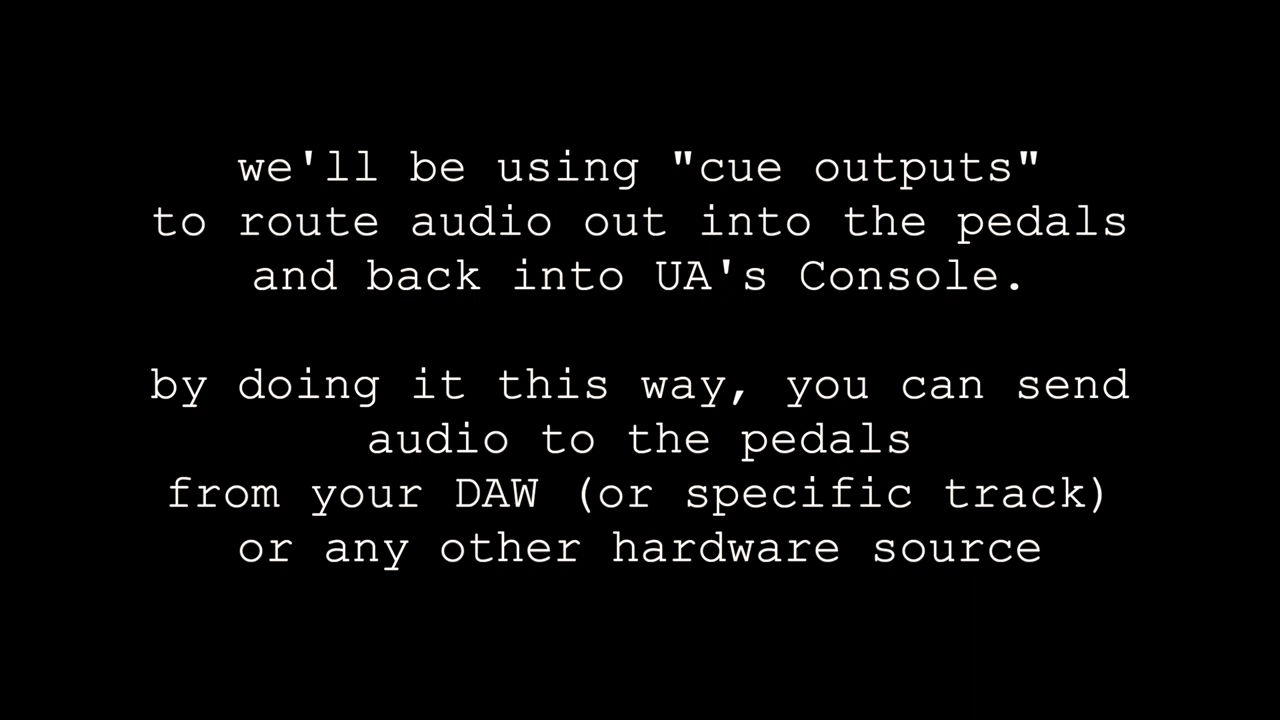 we'll be using "cue outputs"
to route audio out into the pedals
and back into UA's Console.
by doing it this way, you can send
audio to the pedals
from your DAW (or specific track)
or any other hardware source